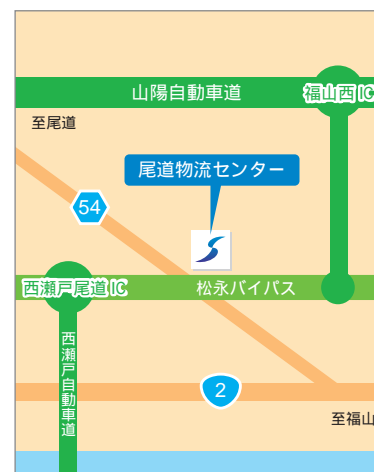 山陽自動車道
福山西IC
至尾道
尾道物流センター
54
西瀬戸尾道IC
松永バイパス
西瀬戸自動車道
2
至福山